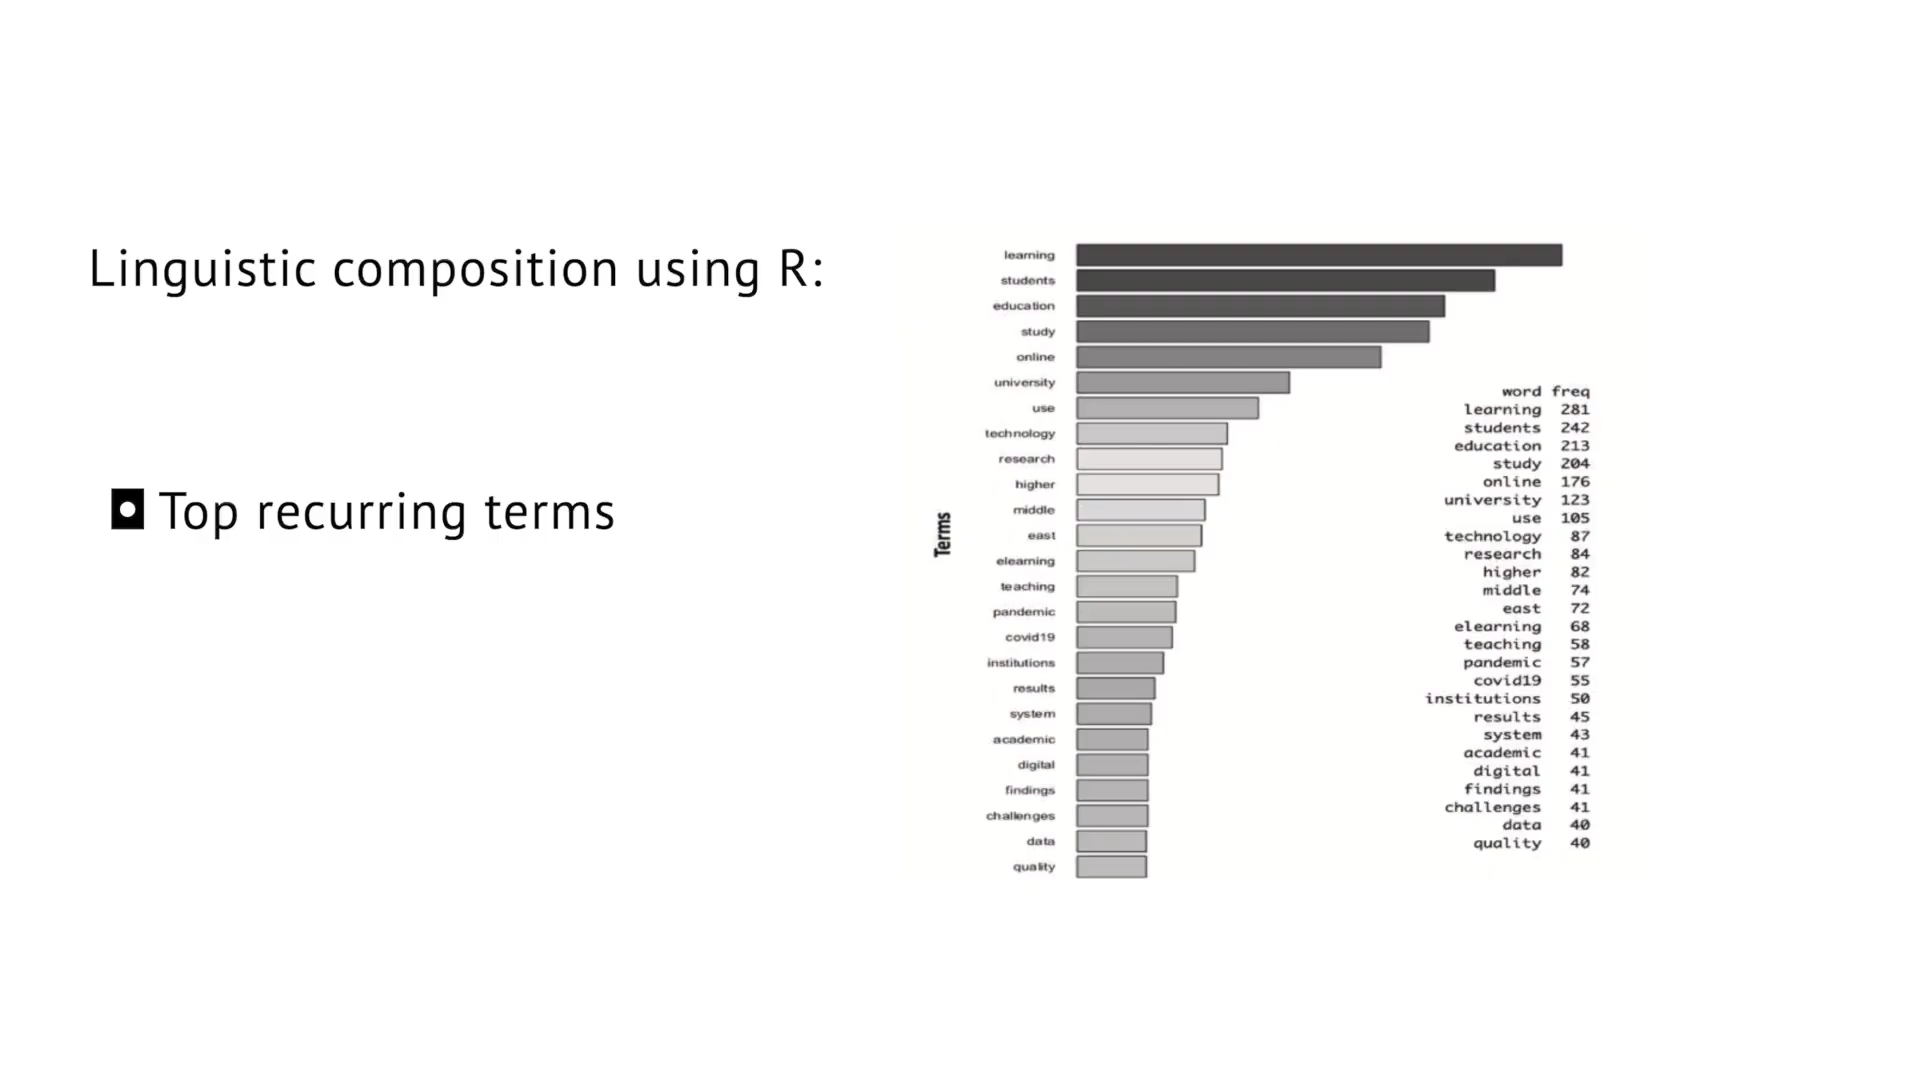 Linguistic composition using R:
Top recurring terms
Terms
learning
students
education
study
online
university
use
technology
research
higher
middle
east
elearning
teaching
pandemic
covid19
institutions
results
system
academic
digital
findings
challenges
data
quality
word freq
learning 281
students 242
education 213
study 204
online 176
university 123
use 105
technology 87
research 84
higher 82
middle 74
east 72
elearning 68
teaching 58
pandemic 57
covid19 55
institutions 50
results 45
system 43
academic 41
digital 41
findings 41
challenges 41
data 40
quality 40